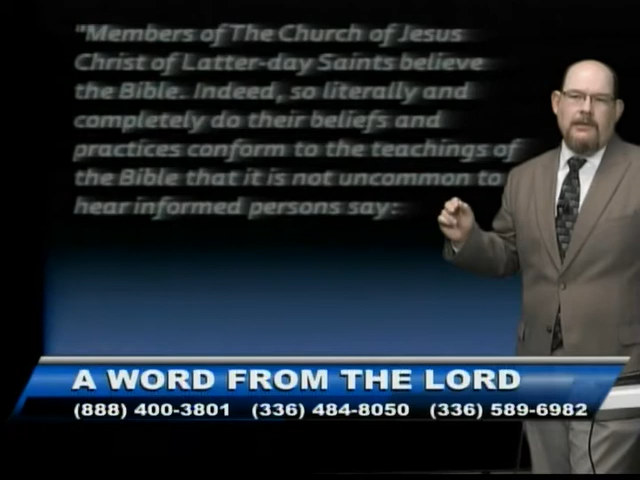 "Members of The Church of Jesus
Christ of Latter-day Saints believe
the Bible. Indeed, so literally and
completely do their beliefs and
practices conform to the teachings of
the Bible that it is not uncommon to
hear informed persons say:
A WORD FROM THE LORD
(888) 400-3801 (336) 484-8050 (336) 589-6982